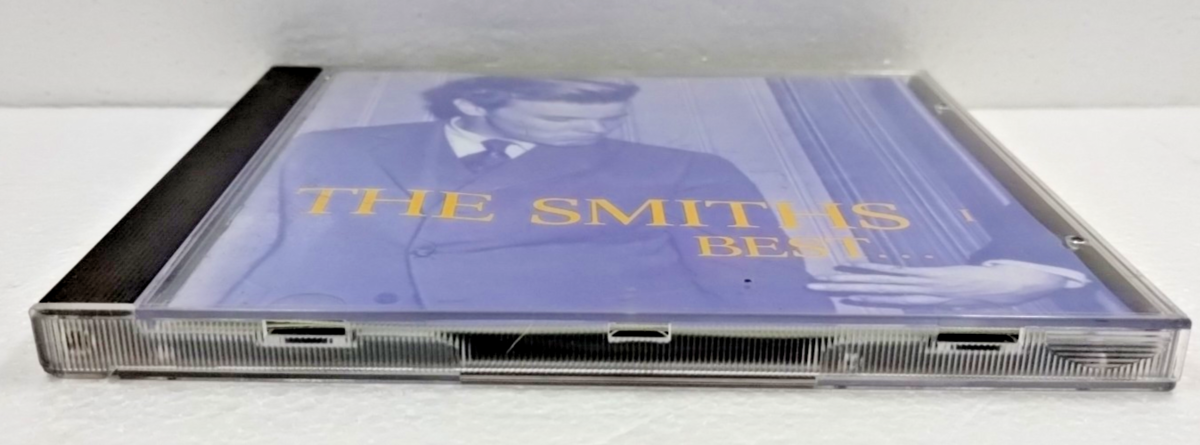 THE SMITHS I
BEST...